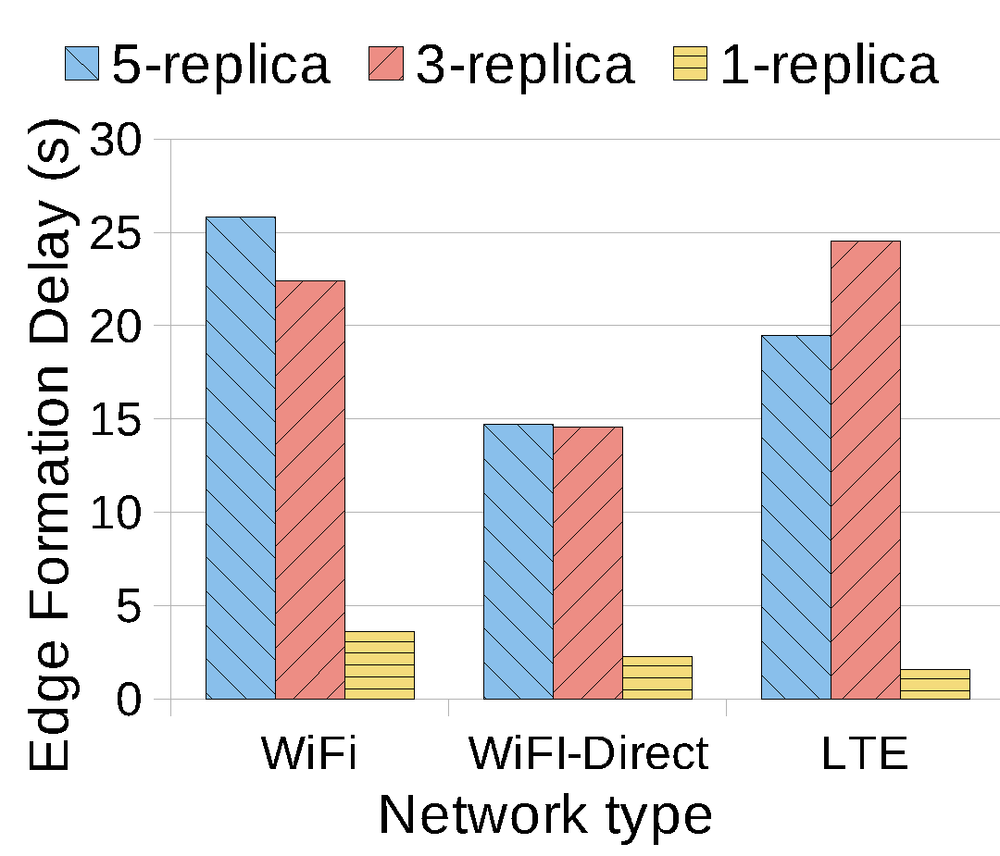 5-replica 3-replica 1-replica
Edge Formation Delay (s)
30
25
20
15
10
5
0
WiFi WiFI-Direct LTE
Network type